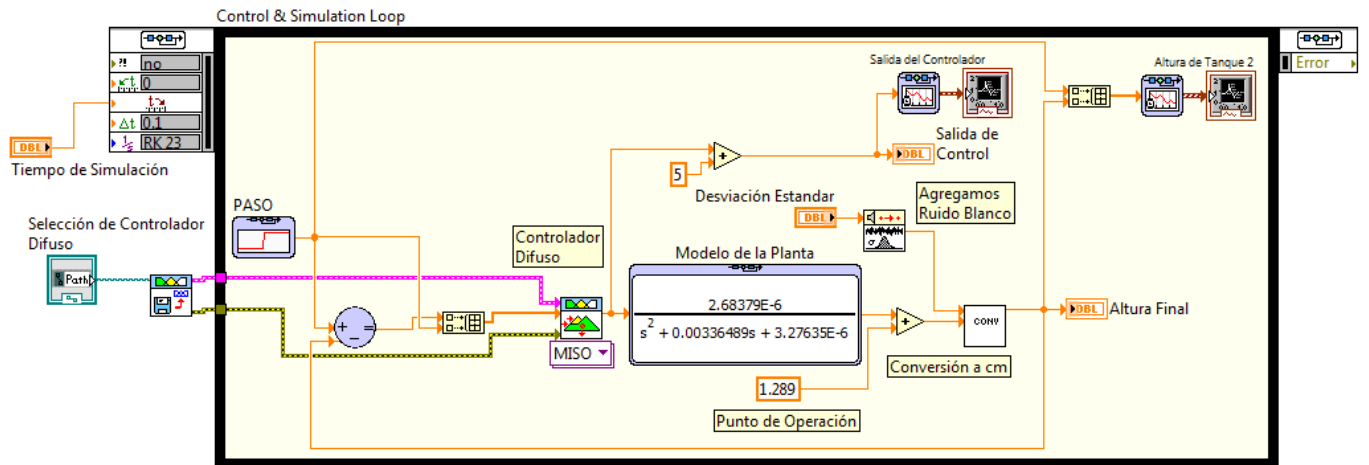 Control & Simulation Loop
?!
no
0
Δt
0.1
RK 23
Error
DBL
Tiempo de Simulación
Selección de Controlador
Difuso
Path
PASO
Controlador
Difuso
MISO
5
Salida del Controlador
DBL
Salida de
Control
Altura de Tanque 2
Desviación Estandar
DBL
Agregamos
Ruido Blanco
Modelo de la Planta
2.68379E-6
s² + 0.00336489s + 3.27635E-6
1.289
Punto de Operación
CONV
Conversión a cm
DBL
Altura Final